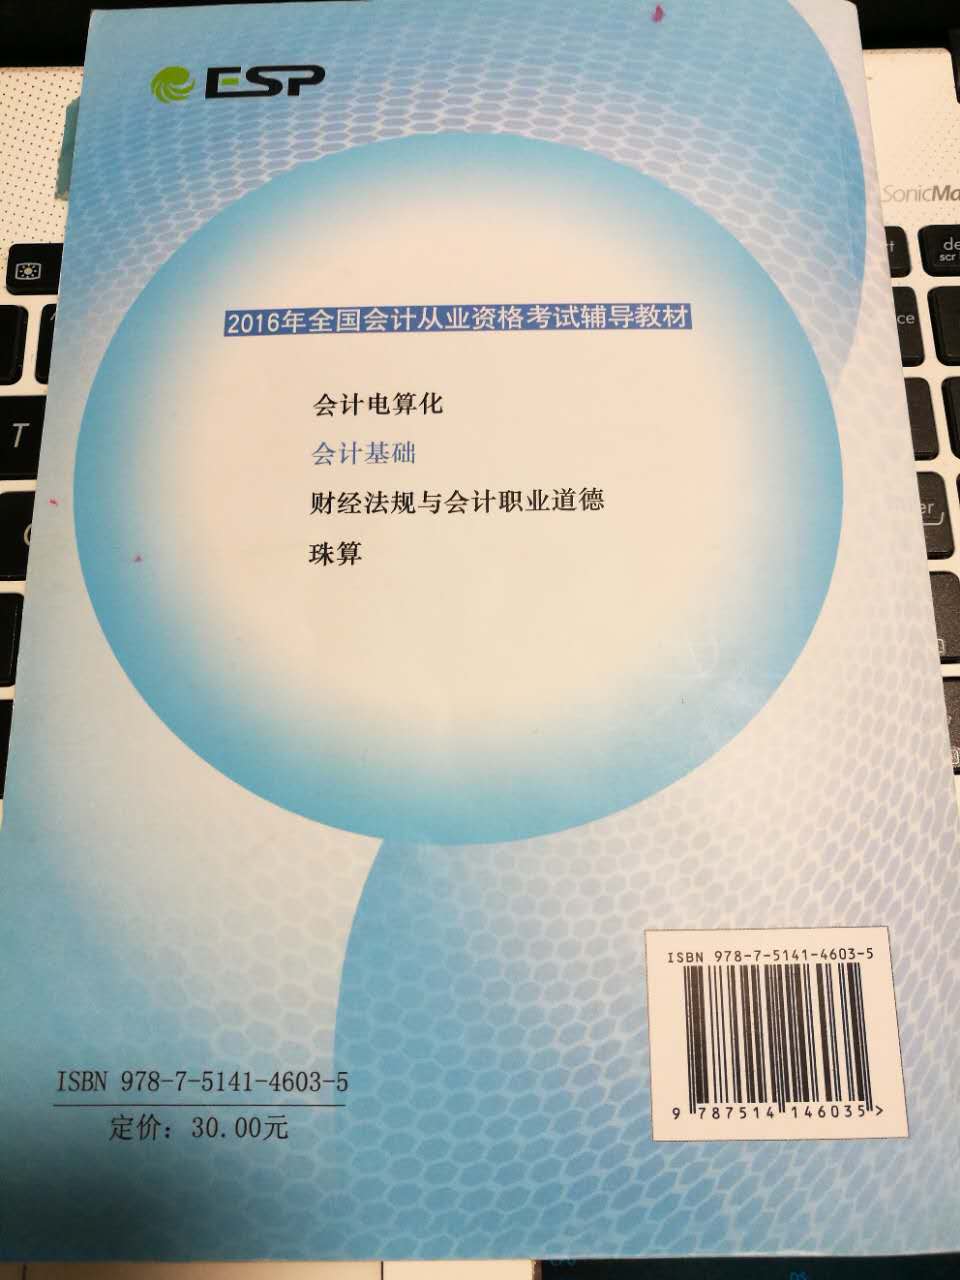 ESP
SonicMa
2016年全国会计从业资格考试辅导教材
会计电算化
会计基础
财经法规与会计职业道德
珠算
T
ISBN 978-7-5141-4603-5
9 787514 146035 >
ISBN 978-7-5141-4603-5
定价：30.00元